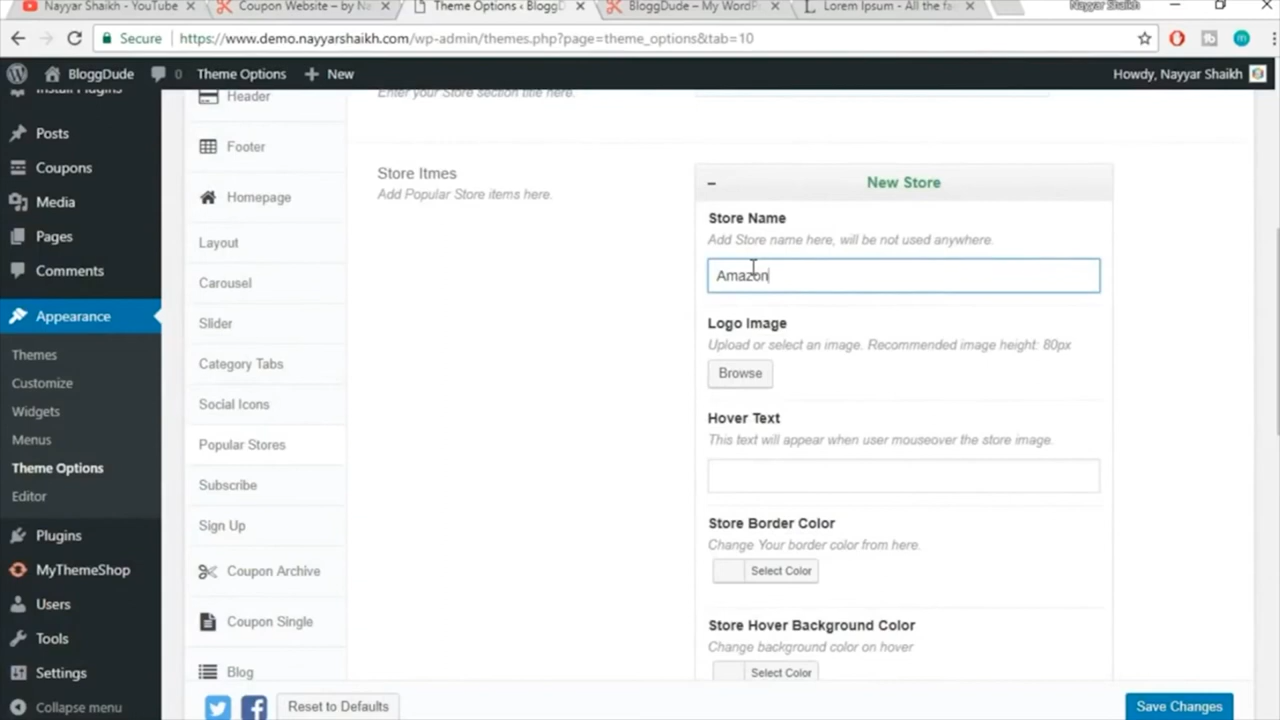 Nayyar Shaikh - YouTube
Coupon Website – by Na
Theme Options ‹ BloggD
BloggDude – My WordP
Lorem Ipsum - All the fa
Nayyar Shaikh
Secure
https://www.demo.nayyarshaikh.com/wp-admin/themes.php?page=theme_options&tab=10
BloggDude
0
Theme Options
New
Howdy, Nayyar Shaikh
Install Plugins
Posts
Coupons
Media
Pages
Comments
Appearance
Themes
Customize
Widgets
Menus
Theme Options
Editor
Plugins
MyThemeShop
Users
Tools
Settings
Collapse menu
Header
Footer
Homepage
Layout
Carousel
Slider
Category Tabs
Social Icons
Popular Stores
Subscribe
Sign Up
Coupon Archive
Coupon Single
Blog
Enter your Store section title here.
Store Itmes
Add Popular Store items here.
New Store
Store Name
Add Store name here, will be not used anywhere.
Amazon
Logo Image
Upload or select an image. Recommended image height: 80px
Browse
Hover Text
This text will appear when user mouseover the store image.
Store Border Color
Change Your border color from here.
Select Color
Store Hover Background Color
Change background color on hover
Select Color
Reset to Defaults
Save Changes